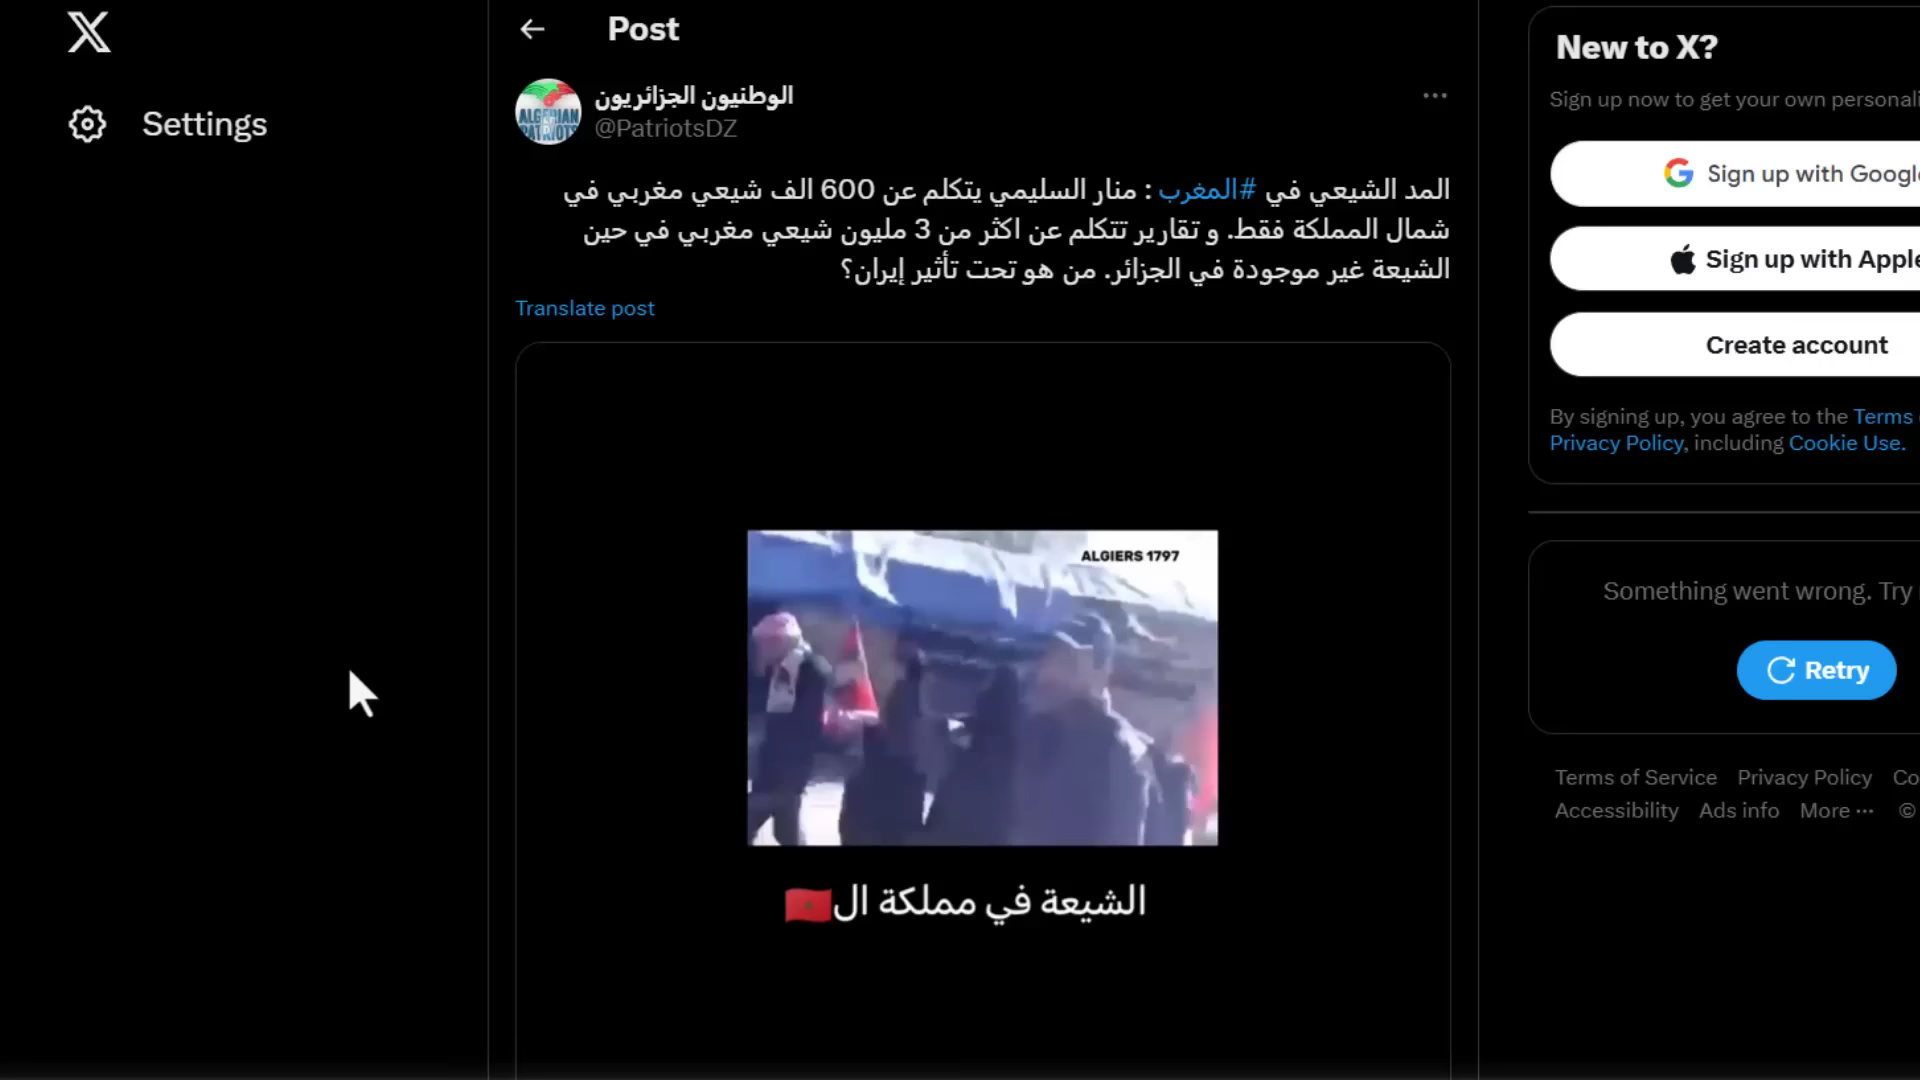 Post
New to X?
Settings
الوطنيون الجزائريون
@PatriotsDZ
Sign up now to get your own personali
Sign up with Google
Sign up with Apple
Create account
By signing up, you agree to the Terms
Privacy Policy, including Cookie Use.
المد الشيعي في #المغرب : منار السليمي يتكلم عن 600 الف شيعي مغربي في
شمال المملكة فقط. و تقارير تتكلم عن اكثر من 3 مليون شيعي مغربي في حين
الشيعة غير موجودة في الجزائر. من هو تحت تأثير إيران؟
Translate post
ALGERIAN PATRIOTS
ALGIERS 1797
الشيعة في مملكة ال🇲🇦
Something went wrong. Try
Retry
Terms of Service Privacy Policy Co
Accessibility Ads info More ··· ©